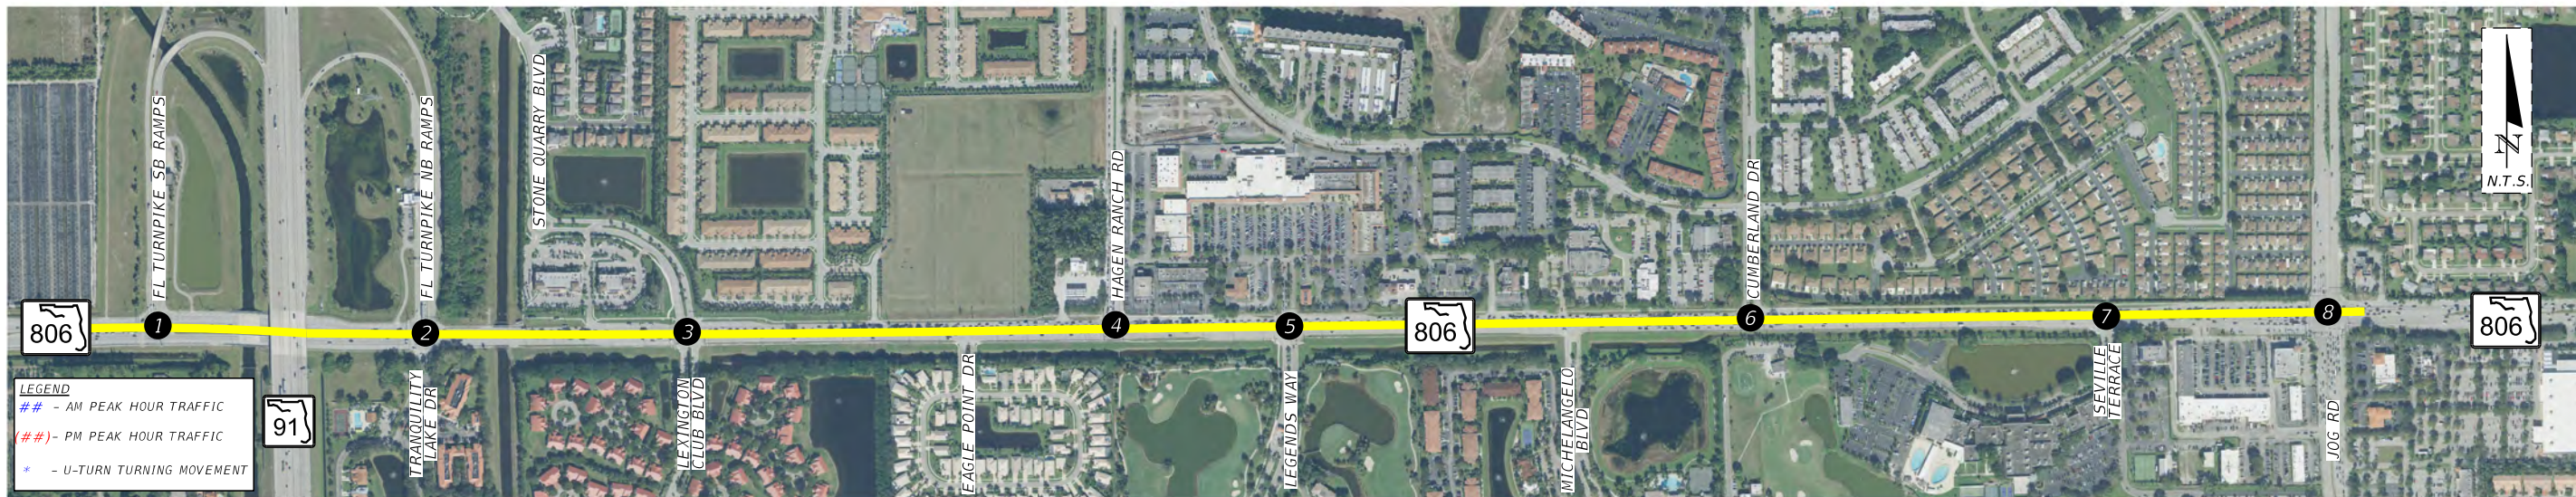 FL TURNPIKE SB RAMPS
FL TURNPIKE NB RAMPS
STONE QUARRY BLVD
HAGEN RANCH RD
CUMBERLAND DR
N
N.T.S.
806
1
2
3
4
5
806
6
7
8
806
LEGEND
## - AM PEAK HOUR TRAFFIC
(##)- PM PEAK HOUR TRAFFIC
* - U-TURN TURNING MOVEMENT
91
TRANQUILITY
LAKE DR
LEXINGTON
CLUB BLVD
EAGLE POINT DR
LEGENDS WAY
MICHELANGELO
BLVD
SEVILLE
TERRACE
JOG RD